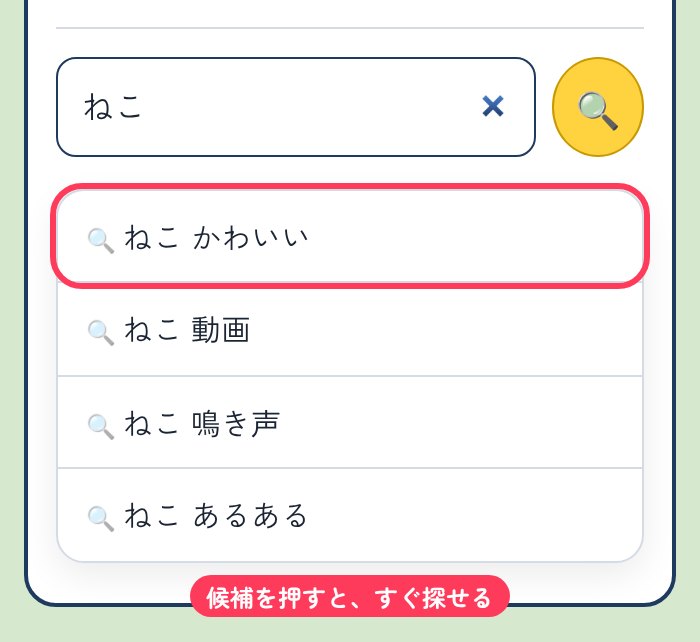 ねこ
ねこ かわいい
ねこ 動画
ねこ 鳴き声
ねこ あるある
候補を押すと、すぐ探せる